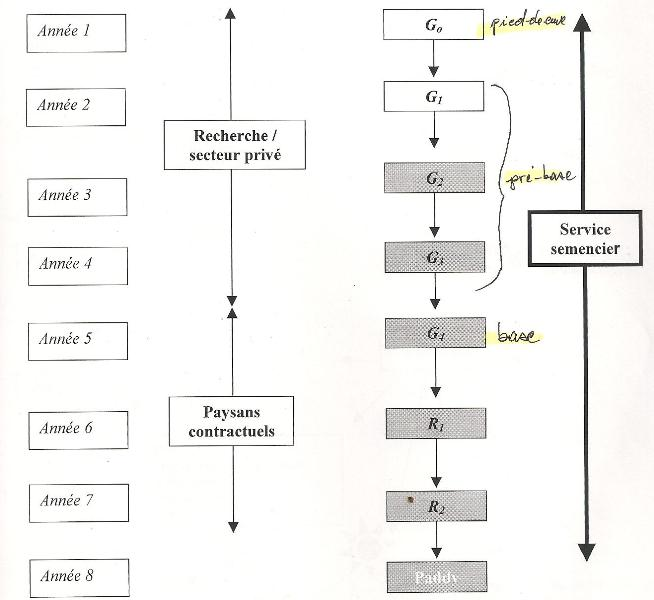 Année 1
G0
pied de cuve
Année 2
G1
Recherche /
secteur privé
Année 3
G2
pré-base
Service
semencier
Année 4
G3
Année 5
G4
base
Paysans
contractuels
Année 6
R1
Année 7
R2
Année 8
Paddy